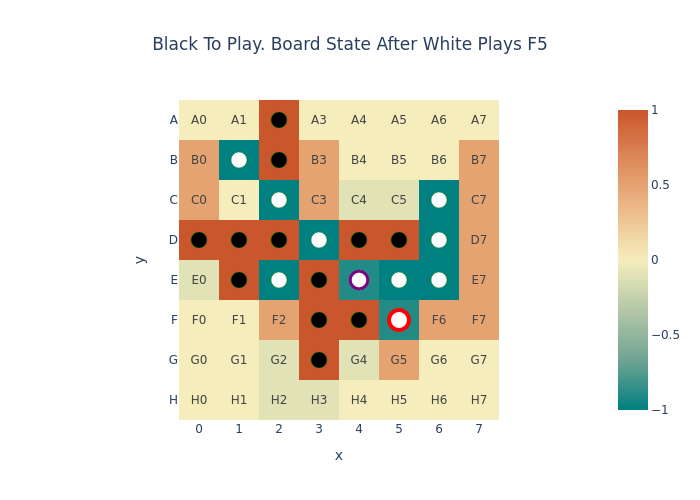 Black To Play. Board State After White Plays F5
A A0 A1 A3 A4 A5 A6 A7
B B0 B3 B4 B5 B6 B7
C C0 C1 C3 C4 C5 C7
D D7
E E0 E7
F F0 F1 F2 F6 F7
G G0 G1 G2 G4 G5 G6 G7
H H0 H1 H2 H3 H4 H5 H6 H7
0 1 2 3 4 5 6 7
x
y
1
0.5
0
−0.5
−1